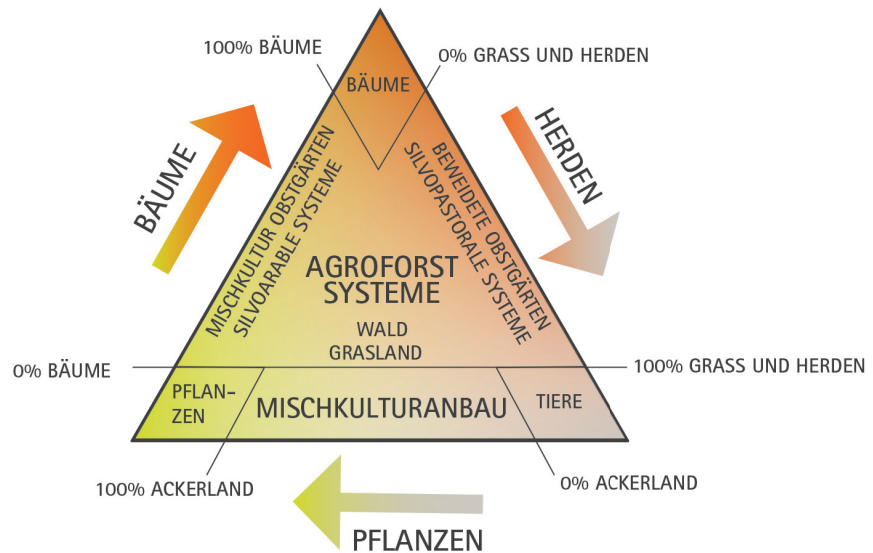 100% BÄUME
0% GRASS UND HERDEN
BÄUME
BÄUME
HERDEN
MISCHKULTUR OBSTGÄRTEN
SILVOARABLE SYSTEME
BEWEIDETE OBSTGÄRTEN
SILVOPASTORALE SYSTEME
AGROFORST
SYSTEME
WALD
GRASLAND
0% BÄUME
100% GRASS UND HERDEN
PFLAN-
ZEN
MISCHKULTURANBAU
TIERE
100% ACKERLAND
0% ACKERLAND
PFLANZEN